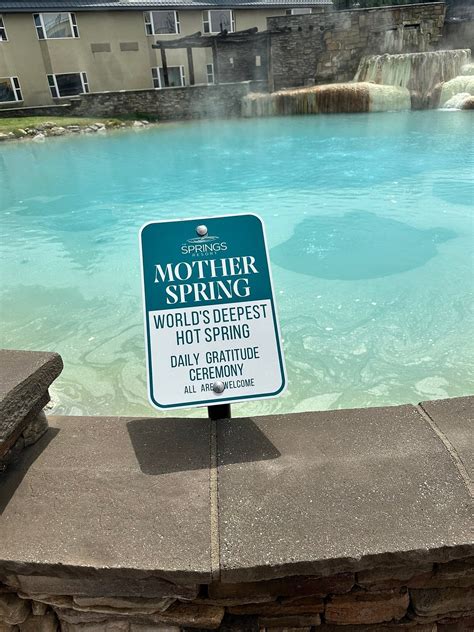 SPRINGS
RESORT
MOTHER
SPRING
WORLD'S DEEPEST
HOT SPRING
DAILY GRATITUDE
CEREMONY
ALL ARE WELCOME